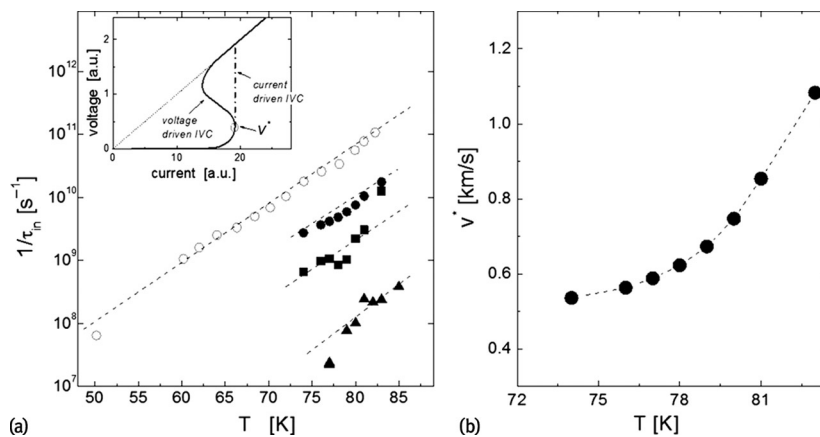 2
1
0
voltage [a.u.]
current
driven IVC
voltage
driven IVC
V*
0
14
28
current [a.u.]
10¹²
10¹¹
10¹⁰
10⁹
10⁸
10⁷
1/τin [s⁻¹]
50
55
60
65
70
75
80
85
T [K]
(a)
1.2
1.0
0.8
0.6
0.4
v* [km/s]
72
75
78
81
T [K]
(b)